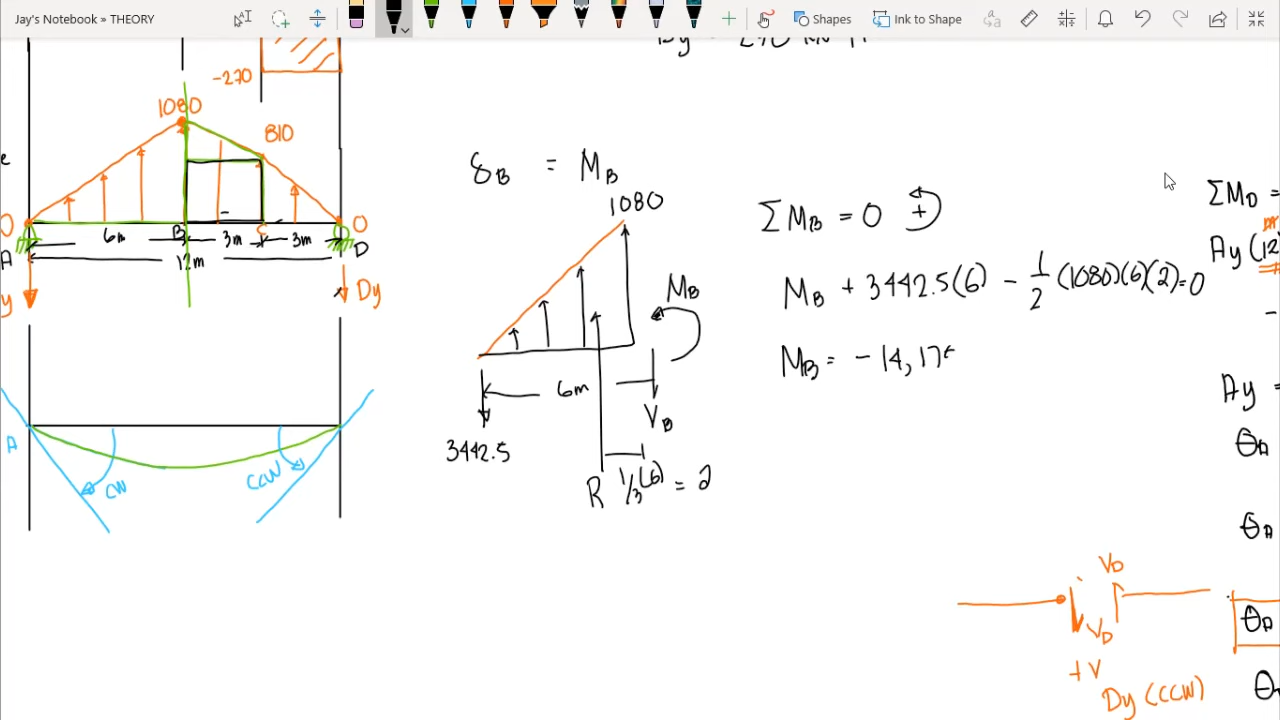 Jay's Notebook » THEORY
Shapes
Ink to Shape
-270
1080
810
0
0
6m
B
3m
C
3m
A
D
12m
y
Dy
A
CW
CCW
δB = MB
1080
MB
6m
VB
3442.5
R 1/3(6) = 2
ΣMB = 0 +
MB + 3442.5(6) - 1/2 (1080)(6)(2)=0
MB = - 14,17
ΣMD =
Ay (12
-
Ay =
θA
θA
θA
VD
VD
+V
Dy (CCW)